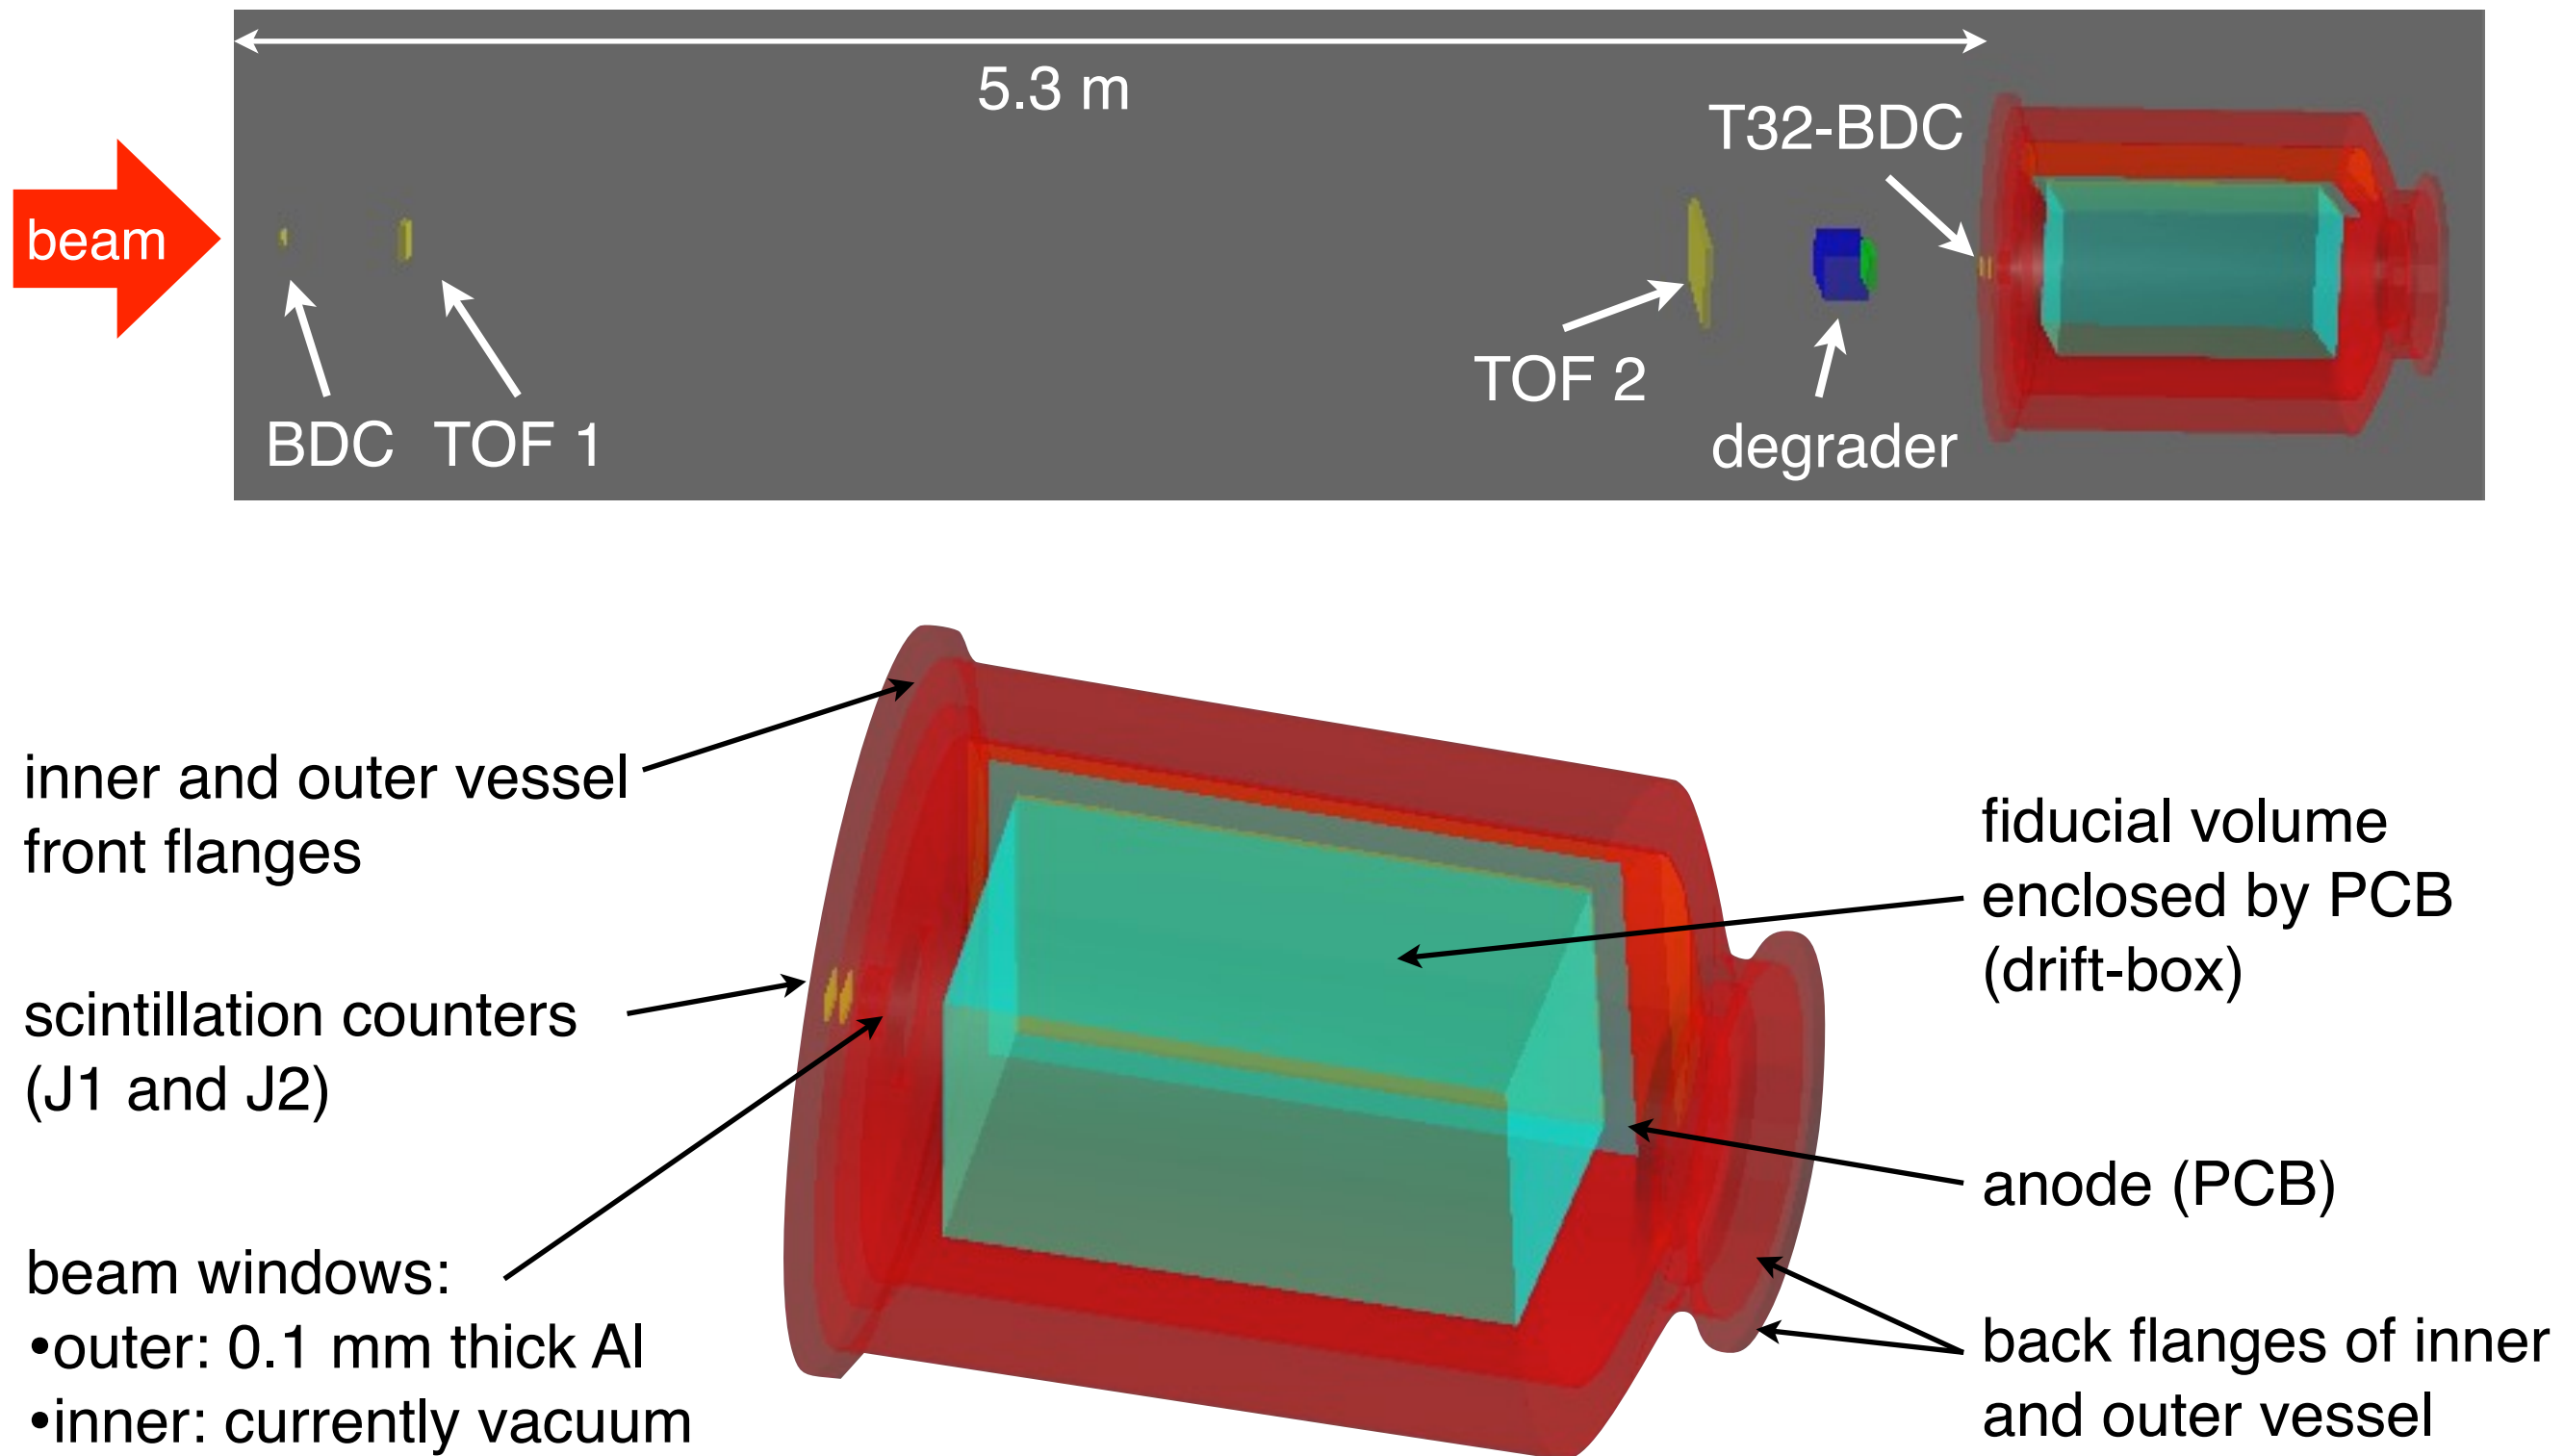 5.3 m
T32-BDC
beam
TOF 2
BDC
TOF 1
degrader
inner and outer vessel
front flanges
scintillation counters
(J1 and J2)
beam windows:
•outer: 0.1 mm thick Al
•inner: currently vacuum
fiducial volume
enclosed by PCB
(drift-box)
anode (PCB)
back flanges of inner
and outer vessel